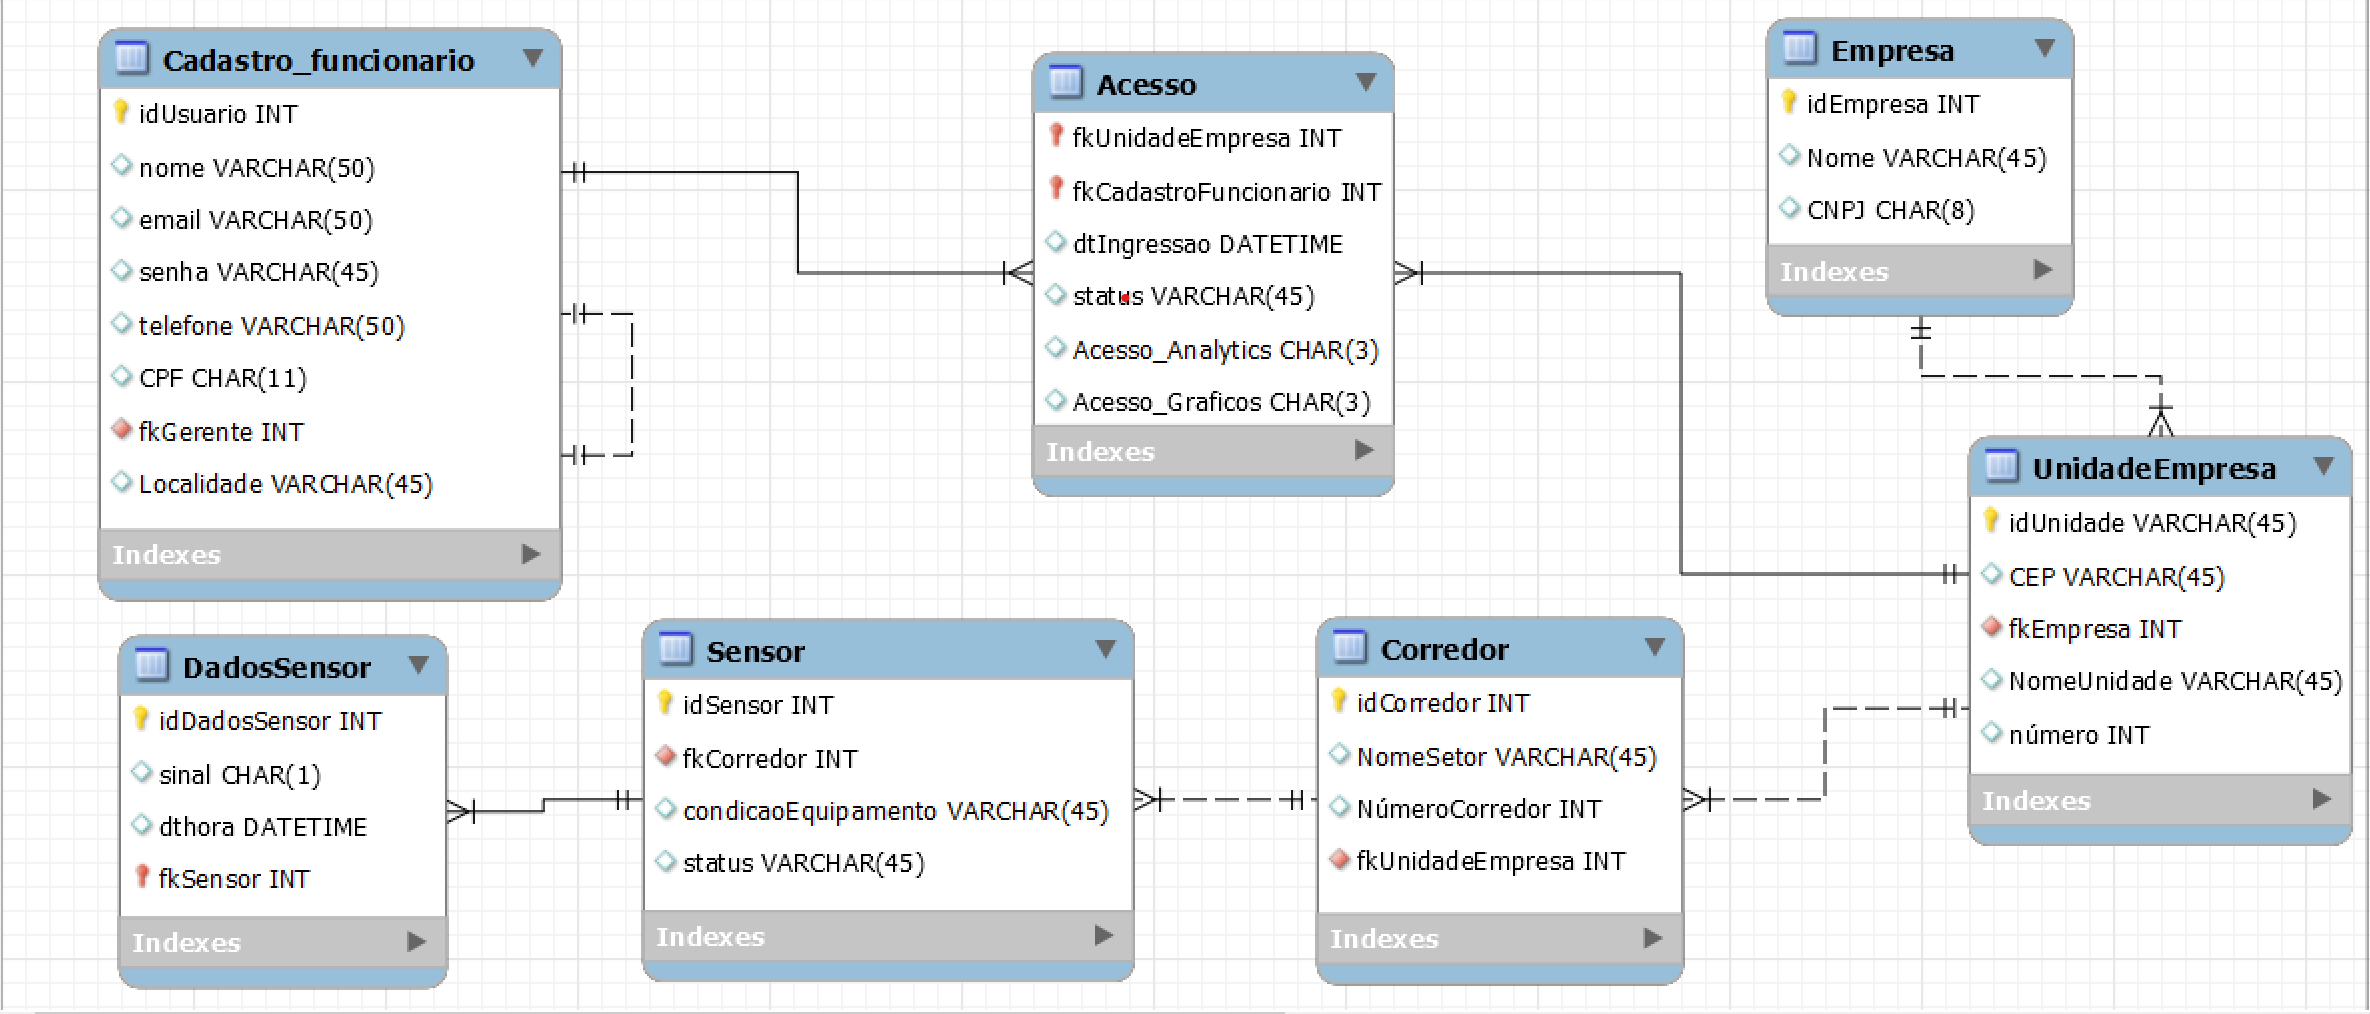 Cadastro_funcionario
idUsuario INT
nome VARCHAR(50)
email VARCHAR(50)
senha VARCHAR(45)
telefone VARCHAR(50)
CPF CHAR(11)
fkGerente INT
Localidade VARCHAR(45)
Indexes
Acesso
fkUnidadeEmpresa INT
fkCadastroFuncionario INT
dtIngressao DATETIME
status VARCHAR(45)
Acesso_Analytics CHAR(3)
Acesso_Graficos CHAR(3)
Indexes
Empresa
idEmpresa INT
Nome VARCHAR(45)
CNPJ CHAR(8)
Indexes
UnidadeEmpresa
idUnidade VARCHAR(45)
CEP VARCHAR(45)
fkEmpresa INT
NomeUnidade VARCHAR(45)
número INT
Indexes
DadosSensor
idDadosSensor INT
sinal CHAR(1)
dthora DATETIME
fkSensor INT
Indexes
Sensor
idSensor INT
fkCorredor INT
condicaoEquipamento VARCHAR(45)
status VARCHAR(45)
Indexes
Corredor
idCorredor INT
NomeSetor VARCHAR(45)
NúmeroCorredor INT
fkUnidadeEmpresa INT
Indexes